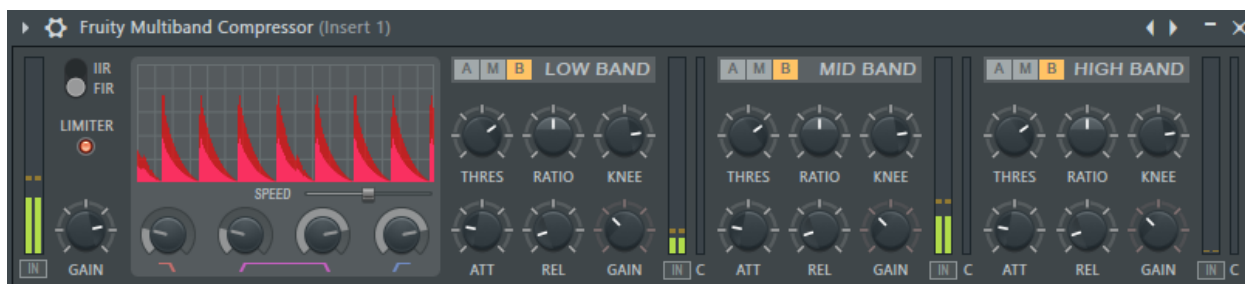 Fruity Multiband Compressor (Insert 1)
IIR
FIR
LIMITER
IN
GAIN
SPEED
A M B LOW BAND
THRES RATIO KNEE
ATT REL GAIN
IN C
A M B MID BAND
THRES RATIO KNEE
ATT REL GAIN
IN C
A M B HIGH BAND
THRES RATIO KNEE
ATT REL GAIN
IN C